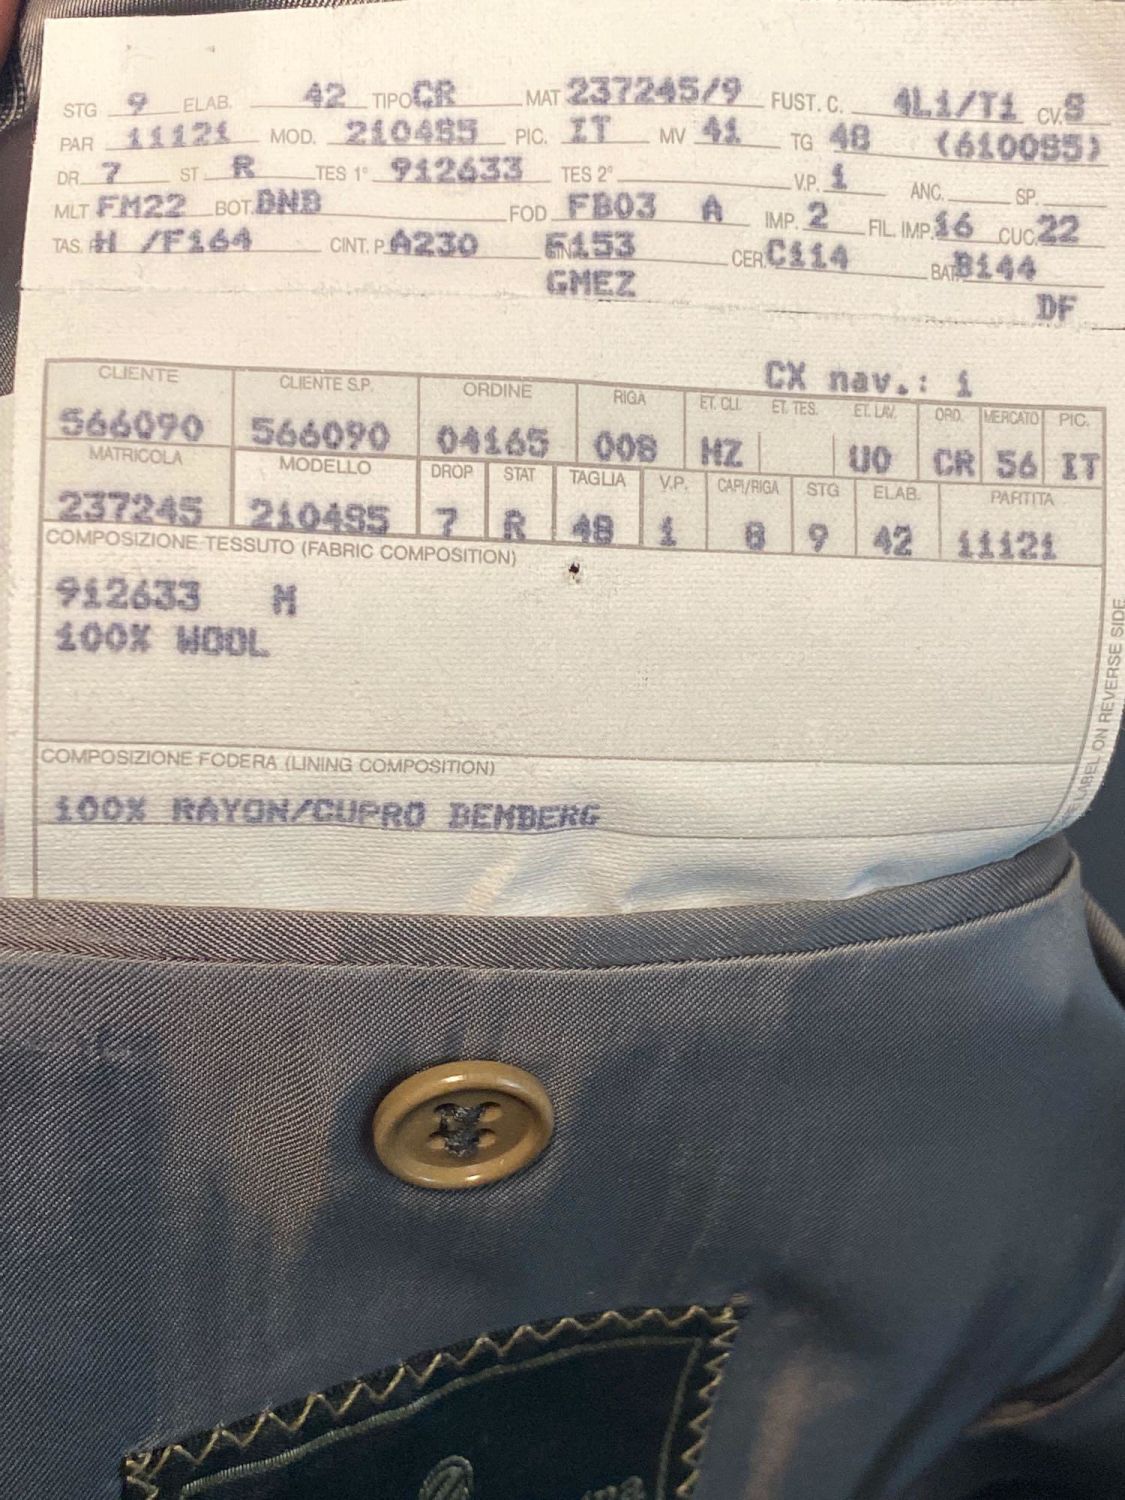 STG 9 ELAB. 42 TIPO CR MAT 237245/9 FUST. C. 4L1/T1 CV. 8
PAR 11121 MOD. 210485 PIC. IT MV 41 TG 48 (610085)
DR. 7 ST R TES 1° 912633 TES 2° V.P. 1 ANC. SP.
MLT FM22 BOT. BNB FOD FB03 A IMP. 2 FIL. IMP. 16 CUC. 22
TAS. H /F164 CINT. P. A230 6153 CER. C114 BAT. B144
GMEZ DF
CX nav.: 1
CLIENTE CLIENTE S.P. ORDINE RIGA ET. CLI. ET. TES. ET. LAV. ORD. MERCATO PIC.
566090 566090 04165 008 HZ U0 CR 56 IT
MATRICOLA MODELLO DROP STAT TAGLIA V.P. CAPI/RIGA STG ELAB. PARTITA
237245 210485 7 R 48 1 8 9 42 11121
COMPOSIZIONE TESSUTO (FABRIC COMPOSITION)
912633 M
100% WOOL
COMPOSIZIONE FODERA (LINING COMPOSITION)
100% RAYON/CUPRO BEMBERG
LABEL ON REVERSE SIDE